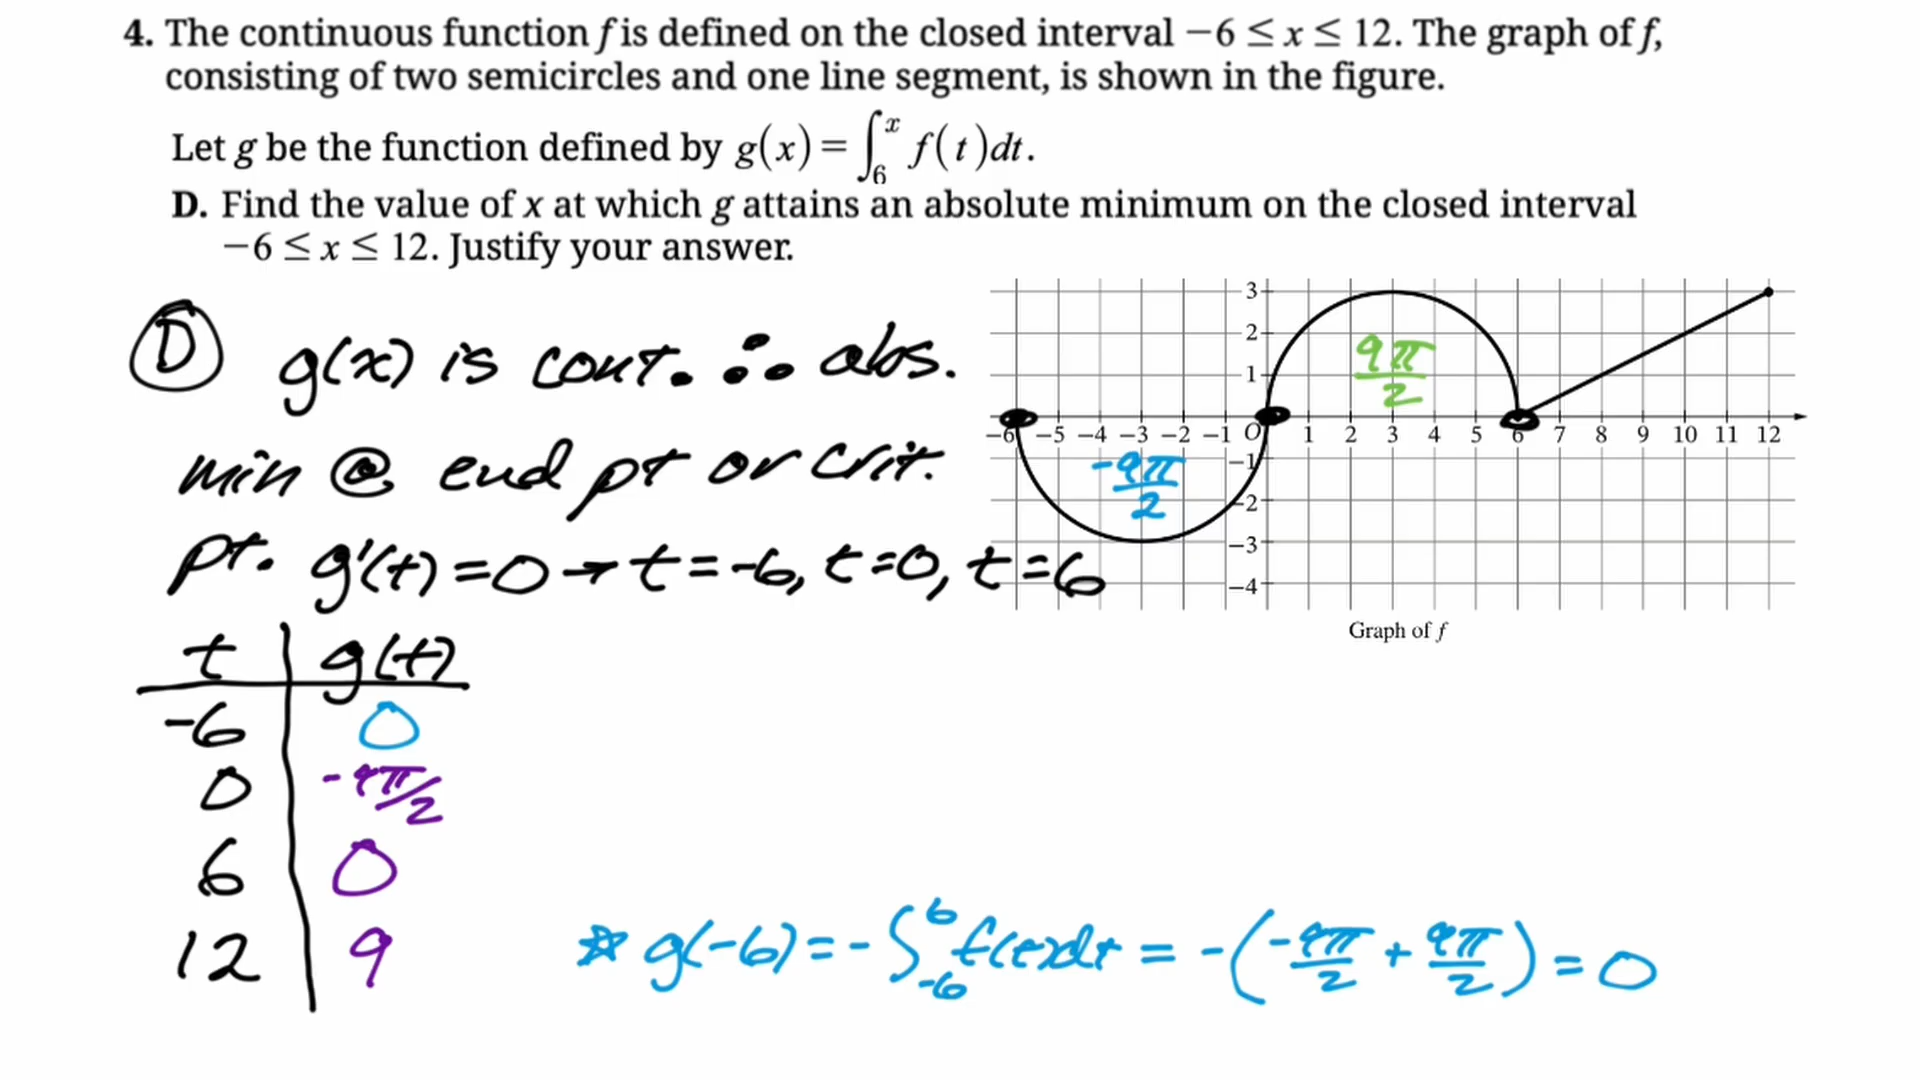 4. The continuous function f is defined on the closed interval −6 ≤ x ≤ 12. The graph of f,
consisting of two semicircles and one line segment, is shown in the figure.
Let g be the function defined by g(x) = ∫₆ˣ f(t)dt.
D. Find the value of x at which g attains an absolute minimum on the closed interval
−6 ≤ x ≤ 12. Justify your answer.
D g(x) is cont. ∴ abs.
min @ end pt or crit.
pt. g'(t) = 0 → t = -6, t = 0, t = 6
t | g(t)
-6 | 0
0 | -9π/2
6 | 0
12 | 9
3
2
1
−6 −5 −4 −3 −2 −1 O 1 2 3 4 5 6 7 8 9 10 11 12
−1
−2
−3
−4
9π/2
-9π/2
Graph of f
☆ g(-6) = - ∫₋₆⁶ f(t)dt = -(-9π/2 + 9π/2) = 0